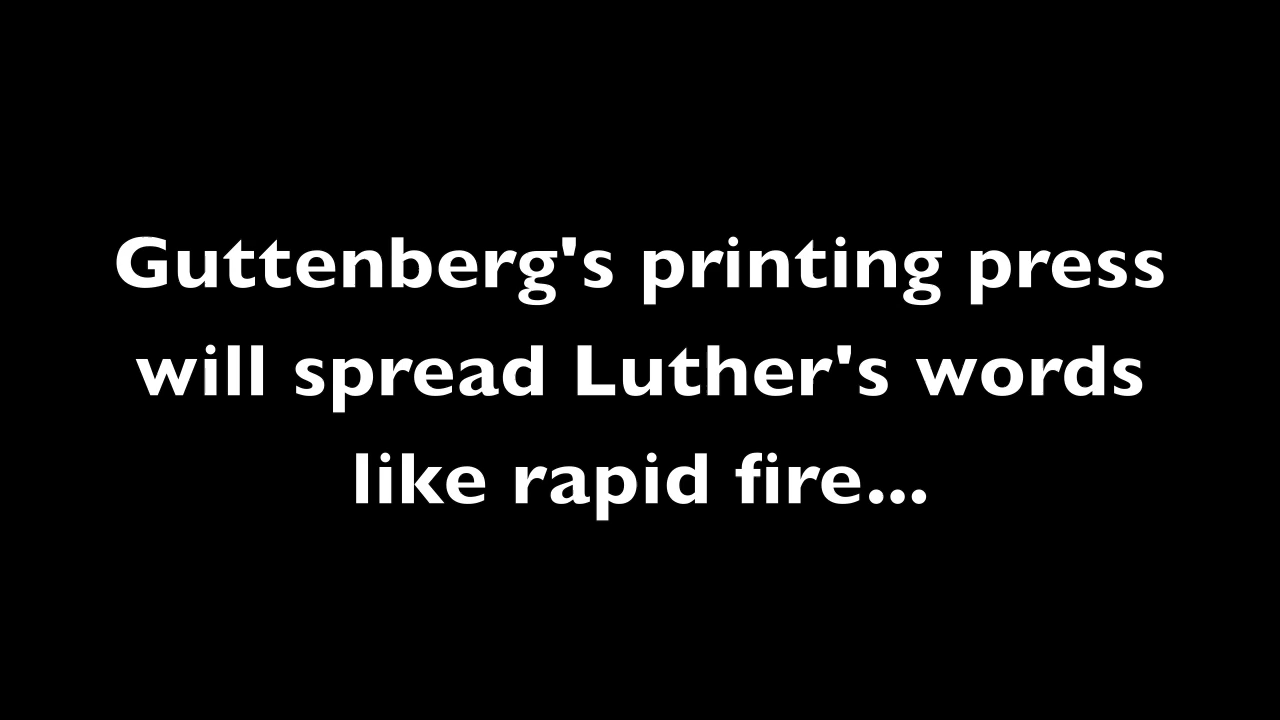 Guttenberg's printing press
will spread Luther's words
like rapid fire...